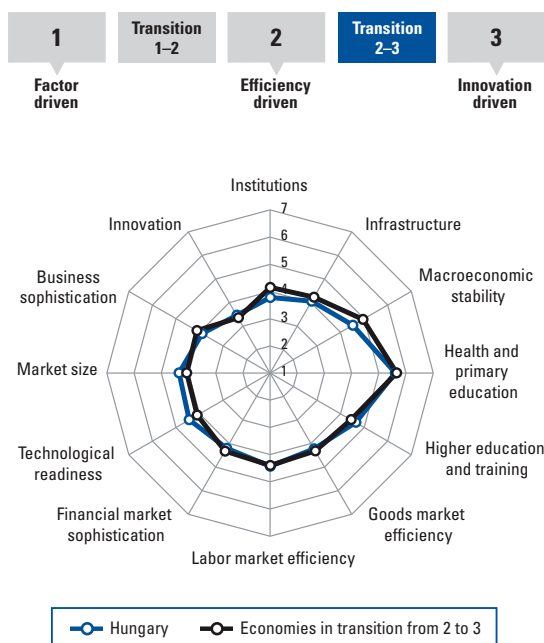 1
Transition
1–2
2
Transition
2–3
3
Factor
driven
Efficiency
driven
Innovation
driven
Institutions
7
Innovation
6
Infrastructure
5
Business
sophistication
4
Macroeconomic
stability
3
2
Market size
1
Health and
primary
education
Technological
readiness
Higher education
and training
Financial market
sophistication
Goods market
efficiency
Labor market efficiency
Hungary
Economies in transition from 2 to 3